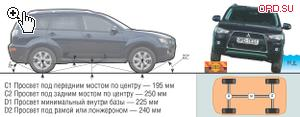 ORD.SU
С1 Просвет под передним мостом по центру — 195 мм
С2 Просвет под задним мостом по центру — 250 мм
D1 Просвет минимальный внутри базы — 225 мм
D2 Просвет под рамой или лонжероном — 240 мм